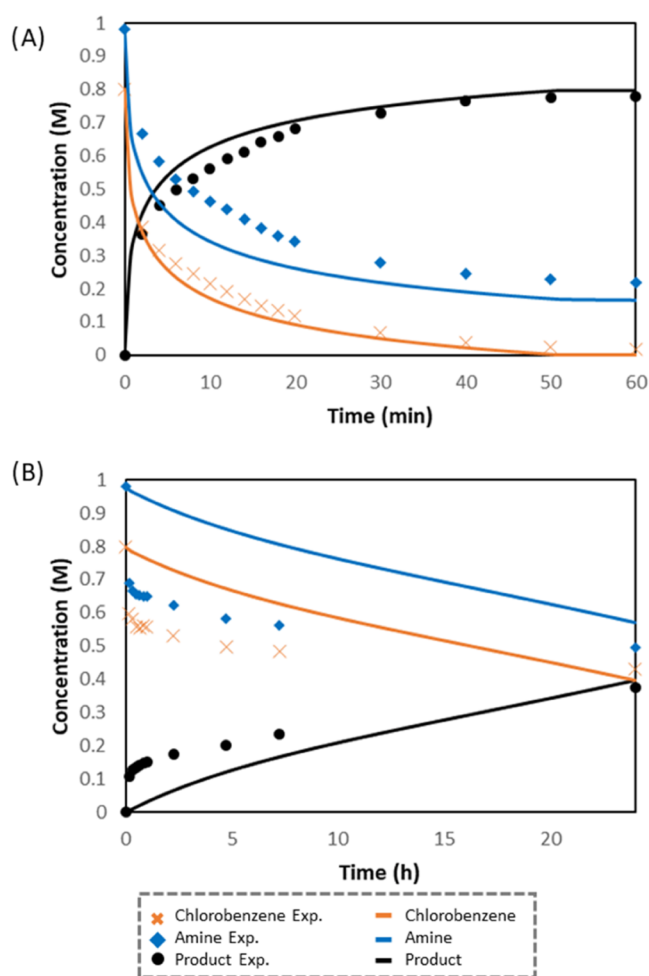 (A)
Concentration (M)
1
0.9
0.8
0.7
0.6
0.5
0.4
0.3
0.2
0.1
0
0 10 20 30 40 50 60
Time (min)
(B)
Concentration (M)
1
0.9
0.8
0.7
0.6
0.5
0.4
0.3
0.2
0.1
0
0 5 10 15 20
Time (h)
Chlorobenzene Exp. Chlorobenzene
Amine Exp. Amine
Product Exp. Product